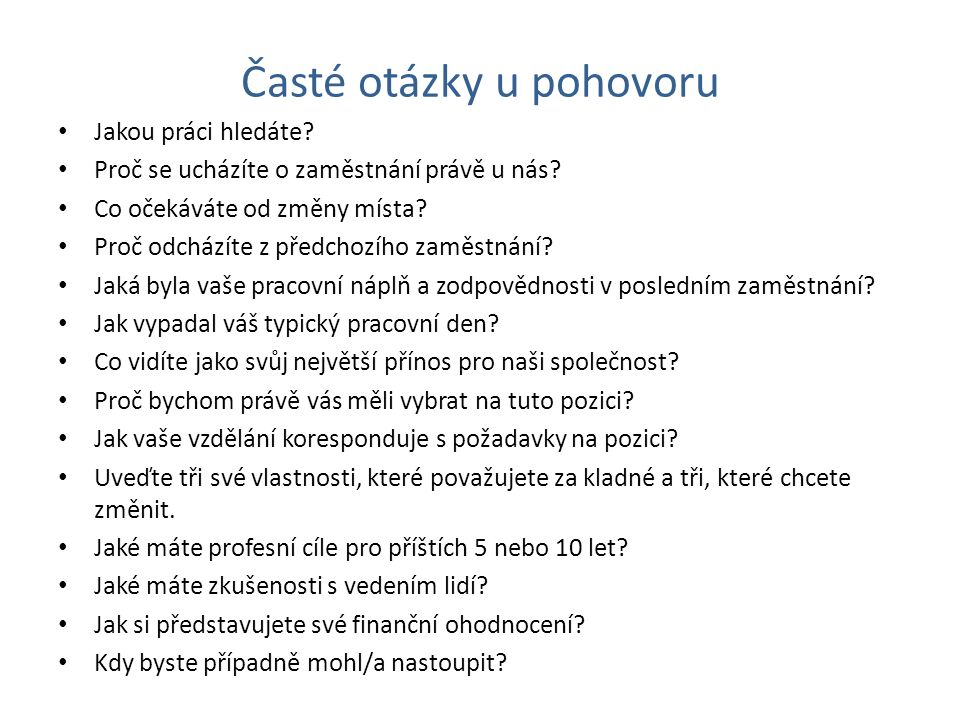 Časté otázky u pohovoru
• Jakou práci hledáte?
• Proč se ucházíte o zaměstnání právě u nás?
• Co očekáváte od změny místa?
• Proč odcházíte z předchozího zaměstnání?
• Jaká byla vaše pracovní náplň a zodpovědnosti v posledním zaměstnání?
• Jak vypadal váš typický pracovní den?
• Co vidíte jako svůj největší přínos pro naši společnost?
• Proč bychom právě vás měli vybrat na tuto pozici?
• Jak vaše vzdělání koresponduje s požadavky na pozici?
• Uveďte tři své vlastnosti, které považujete za kladné a tři, které chcete
změnit.
• Jaké máte profesní cíle pro příštích 5 nebo 10 let?
• Jaké máte zkušenosti s vedením lidí?
• Jak si představujete své finanční ohodnocení?
• Kdy byste případně mohl/a nastoupit?